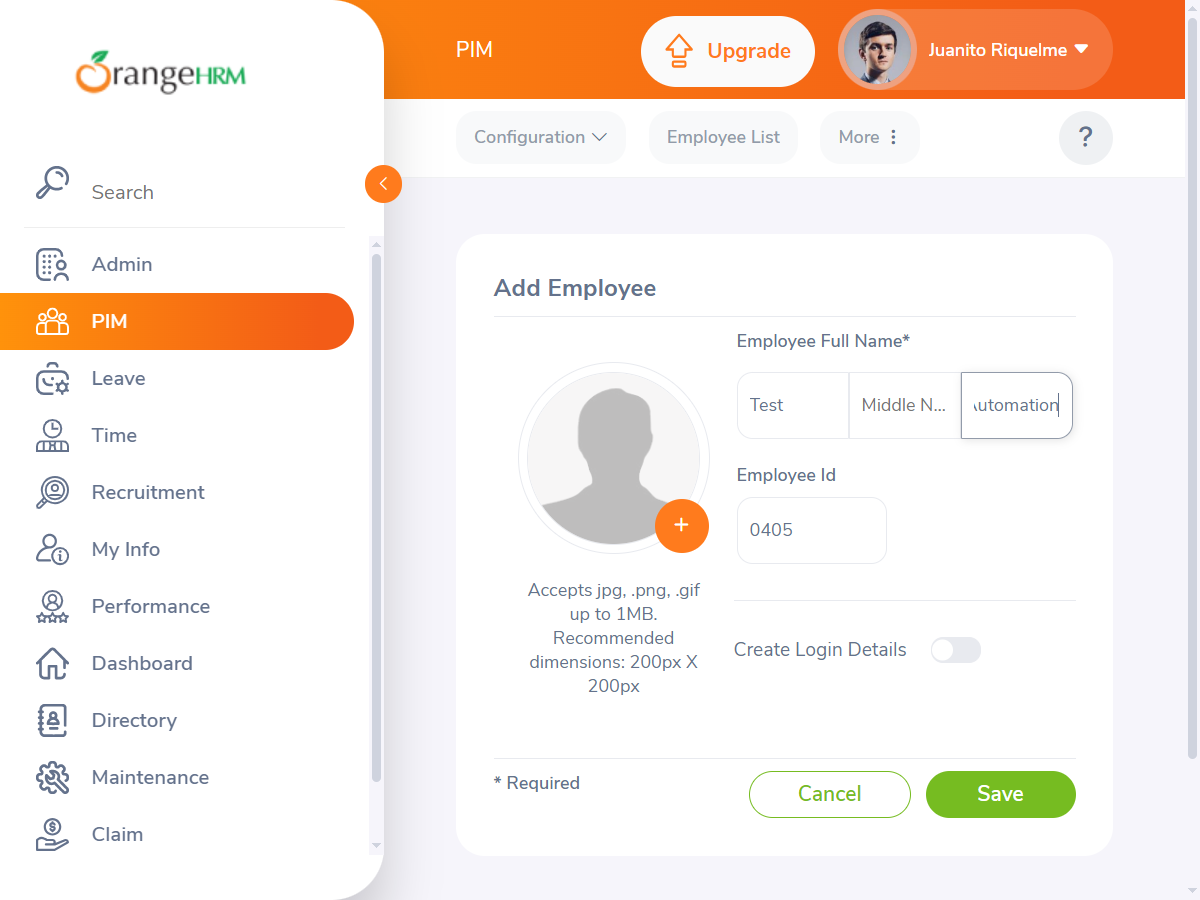 OrangeHRM
PIM
Upgrade
Juanito Riquelme
Search
Configuration
Employee List
More
?
Admin
PIM
Leave
Time
Recruitment
My Info
Performance
Dashboard
Directory
Maintenance
Claim
Add Employee
Employee Full Name*
Test
Middle N...
Automation
Employee Id
0405
+
Accepts jpg, .png, .gif
up to 1MB.
Recommended
dimensions: 200px X
200px
Create Login Details
* Required
Cancel
Save